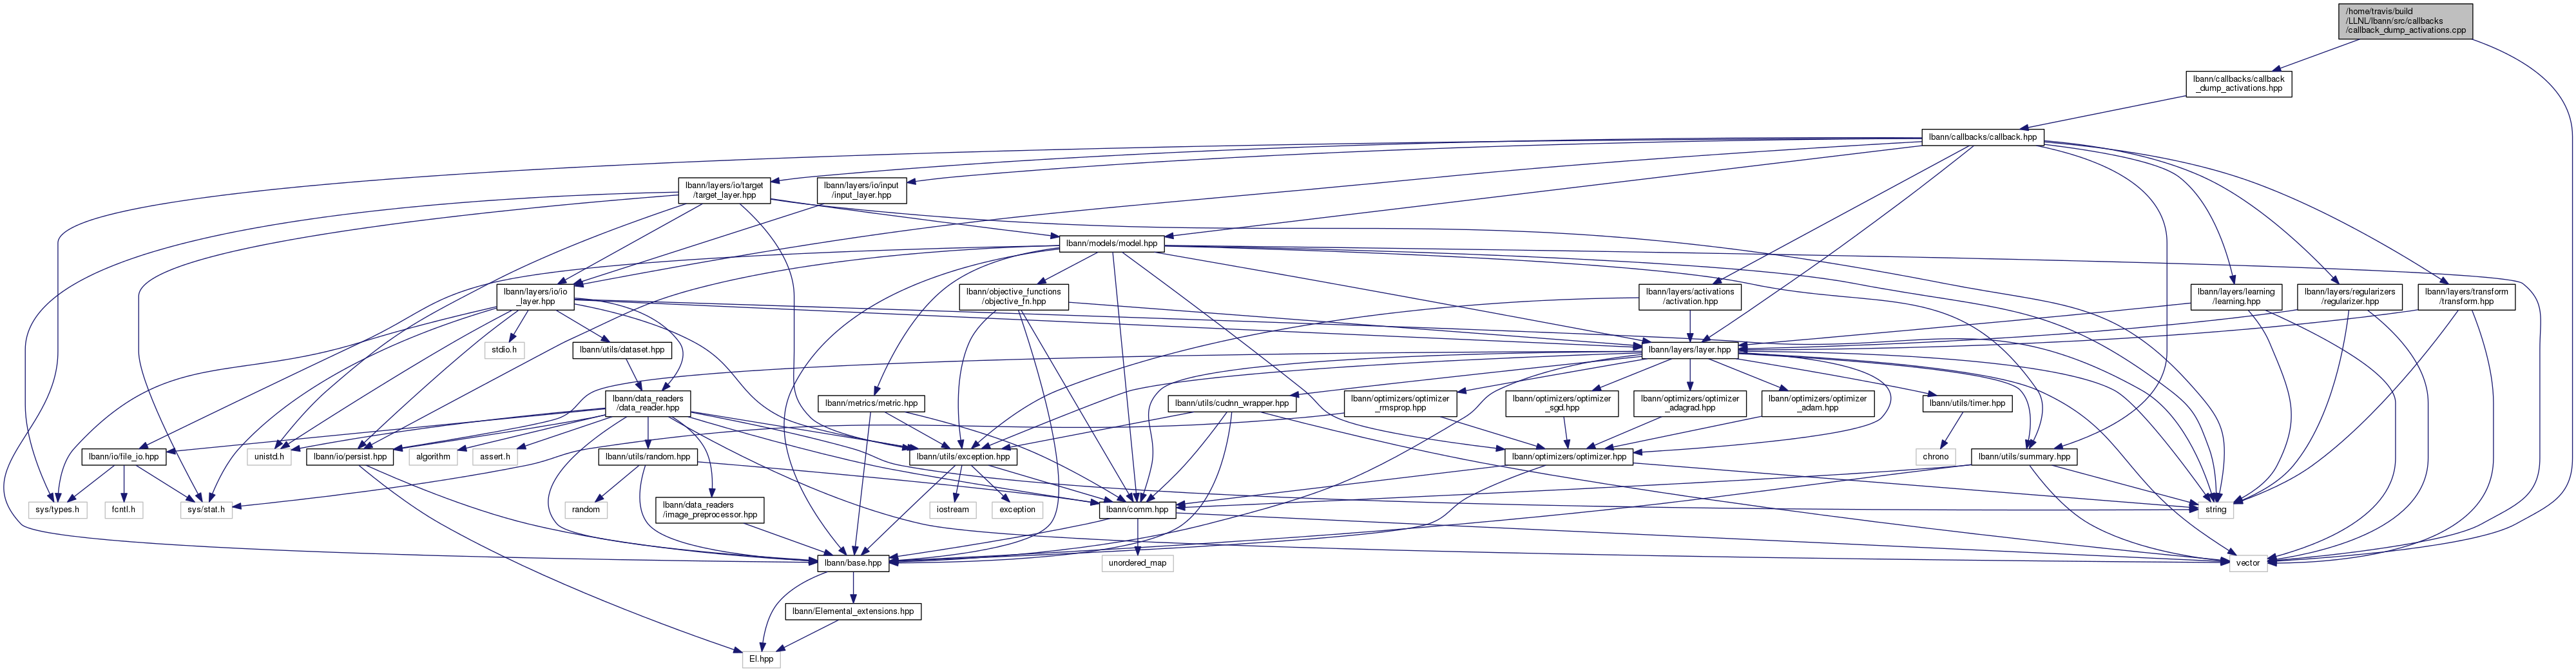 /home/travis/build
/LLNL/lbann/src/callbacks
/callback_dump_activations.cpp
lbann/callbacks/callback
_dump_activations.hpp
lbann/callbacks/callback.hpp
lbann/layers/io/target
/target_layer.hpp
lbann/layers/io/input
/input_layer.hpp
lbann/models/model.hpp
lbann/layers/io/io
_layer.hpp
lbann/objective_functions
/objective_fn.hpp
lbann/layers/activations
/activation.hpp
lbann/layers/learning
/learning.hpp
lbann/layers/regularizers
/regularizer.hpp
lbann/layers/transform
/transform.hpp
stdio.h
lbann/utils/dataset.hpp
lbann/layers/layer.hpp
lbann/data_readers
/data_reader.hpp
lbann/metrics/metric.hpp
lbann/utils/cudnn_wrapper.hpp
lbann/optimizers/optimizer
_rmsprop.hpp
lbann/optimizers/optimizer
_sgd.hpp
lbann/optimizers/optimizer
_adagrad.hpp
lbann/optimizers/optimizer
_adam.hpp
lbann/utils/timer.hpp
lbann/io/file_io.hpp
unistd.h
lbann/io/persist.hpp
algorithm
assert.h
lbann/utils/random.hpp
lbann/utils/exception.hpp
lbann/optimizers/optimizer.hpp
chrono
lbann/utils/summary.hpp
sys/types.h
fcntl.h
sys/stat.h
random
lbann/data_readers
/image_preprocessor.hpp
iostream
exception
lbann/comm.hpp
string
lbann/base.hpp
unordered_map
vector
lbann/Elemental_extensions.hpp
El.hpp